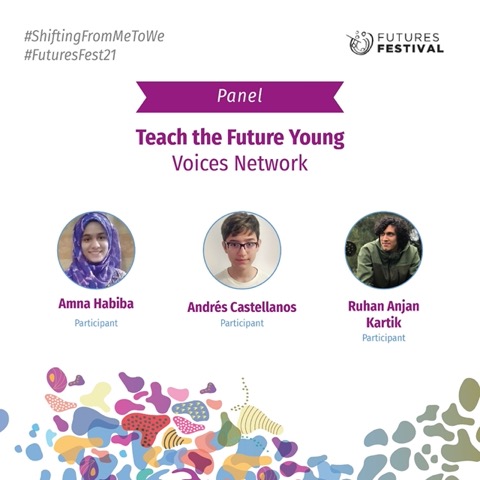 #ShiftingFromMeToWe
#FuturesFest21
FUTURES
FESTIVAL
Panel
Teach the Future Young
Voices Network
Amna Habiba
Participant
Andrés Castellanos
Participant
Ruhan Anjan
Kartik
Participant